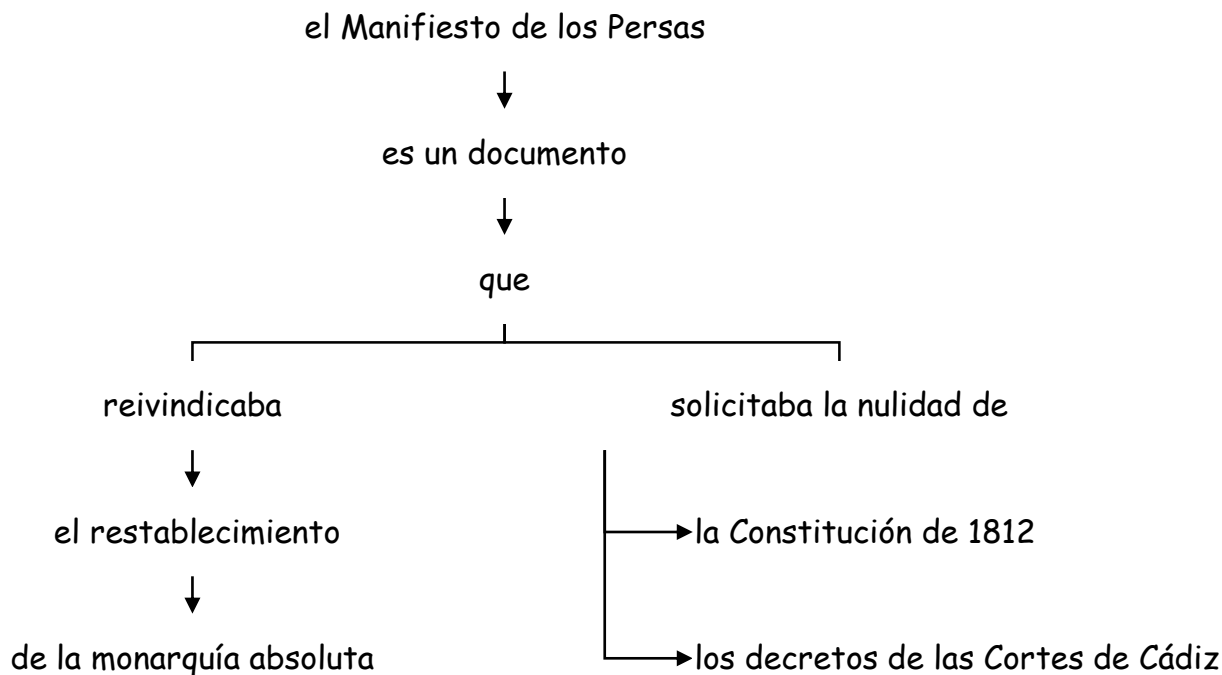 el Manifiesto de los Persas
es un documento
que
reivindicaba
solicitaba la nulidad de
el restablecimiento
la Constitución de 1812
de la monarquía absoluta
los decretos de las Cortes de Cádiz